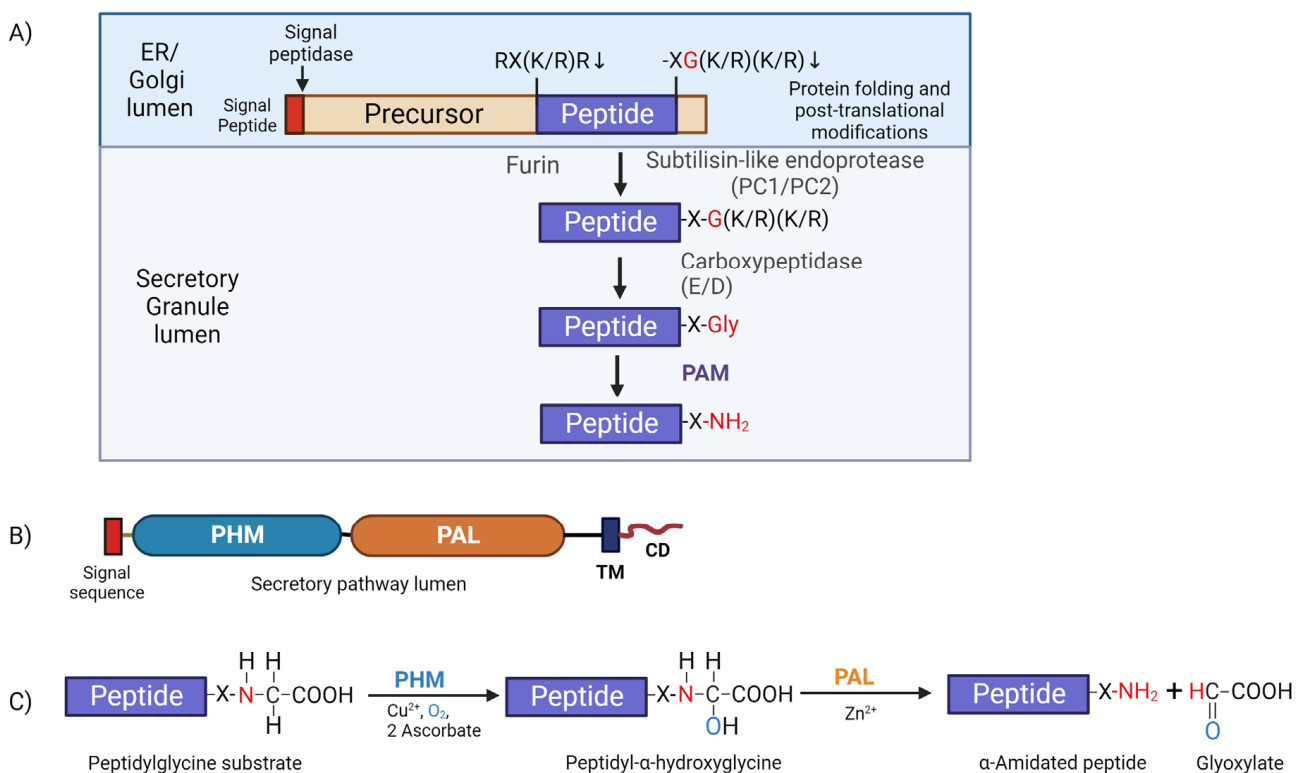 A)
ER/
Golgi
lumen
Signal
peptidase
Signal
Peptide
Precursor
RX(K/R)R↓
-XG(K/R)(K/R)↓
Peptide
Protein folding and
post-translational
modifications
Furin
Subtilisin-like endoprotease
(PC1/PC2)
Peptide -X-G(K/R)(K/R)
Secretory
Granule
lumen
Carboxypeptidase
(E/D)
Peptide -X-Gly
PAM
Peptide -X-NH₂
B)
PHM
PAL
TM
CD
Signal
sequence
Secretory pathway lumen
C)
H H
Peptide -X-N-C-COOH
H
Peptidylglycine substrate
PHM
Cu²⁺, O₂,
2 Ascorbate
H H
Peptide -X-N-C-COOH
OH
Peptidyl-α-hydroxyglycine
PAL
Zn²⁺
Peptide -X-NH₂ + HC-COOH
O
α-Amidated peptide
Glyoxylate